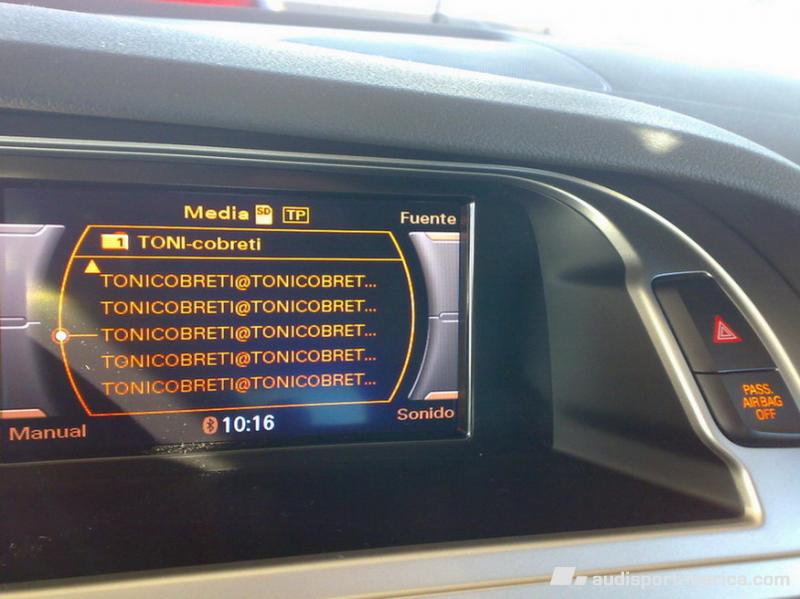 Media SD TP
Fuente
1 TONI-cobreti
TONICOBRETI@TONICOBRET...
TONICOBRETI@TONICOBRET...
TONICOBRETI@TONICOBRET...
TONICOBRETI@TONICOBRET...
TONICOBRETI@TONICOBRET...
Manual
10:16
Sonido
PASS.
AIR BAG
OFF
audisport-iberica.com